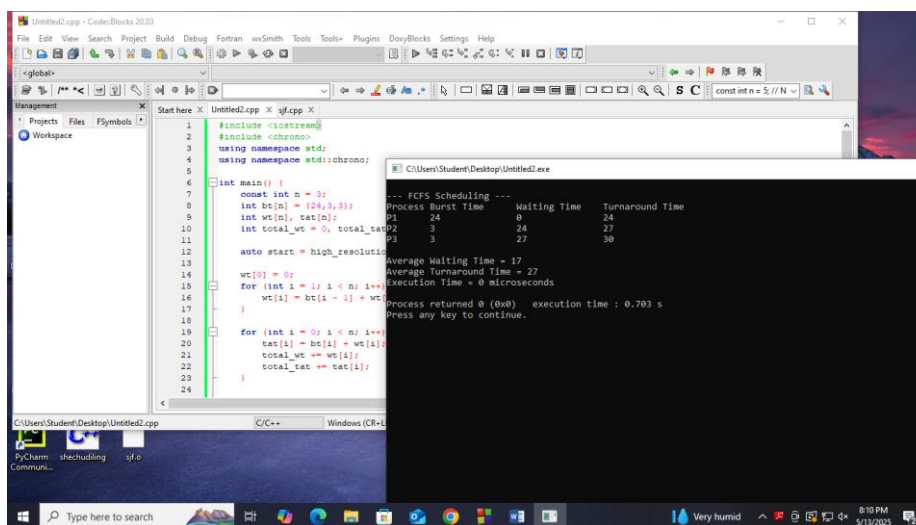 Untitled2.cpp - Code::Blocks 20.03
File Edit View Search Project Build Debug Fortran wxSmith Tools Tools+ Plugins DoxyBlocks Settings Help
<global>
/** *< S C const int n = 5; // N
Management
Projects Files FSymbols
Workspace
Start here X Untitled2.cpp X sjf.cpp X
1 #include <iostream>
2 #include <chrono>
3 using namespace std;
4 using namespace std::chrono;
5
6 int main() {
7 const int n = 3;
8 int bt[n] = {24,3,3};
9 int wt[n], tat[n];
10 int total_wt = 0, total_tat
11
12 auto start = high_resolutio
13
14 wt[0] = 0;
15 for (int i = 1; i < n; i++)
16 wt[i] = bt[i - 1] + wt[
17 }
18
19 for (int i = 0; i < n; i++)
20 tat[i] = bt[i] + wt[i];
21 total_wt += wt[i];
22 total_tat += tat[i];
23 }
24
C:\Users\Student\Desktop\Untitled2.cpp C/C++ Windows (CR+L
C:\Users\Student\Desktop\Untitled2.exe
--- FCFS Scheduling ---
Process Burst Time Waiting Time Turnaround Time
P1 24 0 24
P2 3 24 27
P3 3 27 30
Average Waiting Time = 17
Average Turnaround Time = 27
Execution Time = 0 microseconds
Process returned 0 (0x0) execution time : 0.703 s
Press any key to continue.
PyCharm Communi...
shechudiling
sjf.o
Type here to search
Very humid
8:10 PM
5/13/2025